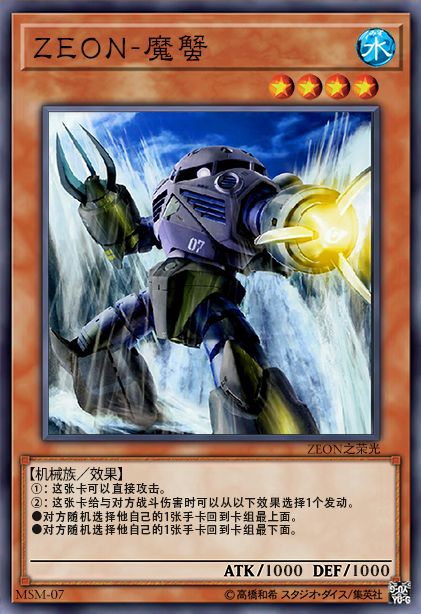 ZEON-魔蟹
水
07
ZEON之荣光
【机械族／效果】
①：这张卡可以直接攻击。
②：这张卡给与对方战斗伤害时可以从以下效果选择1个发动。
●对方随机选择他自己的1张手卡回到卡组最上面。
●对方随机选择他自己的1张手卡回到卡组最下面。
ATK/1000 DEF/1000
MSM-07
©高橋和希 スタジオ・ダイス/集英社